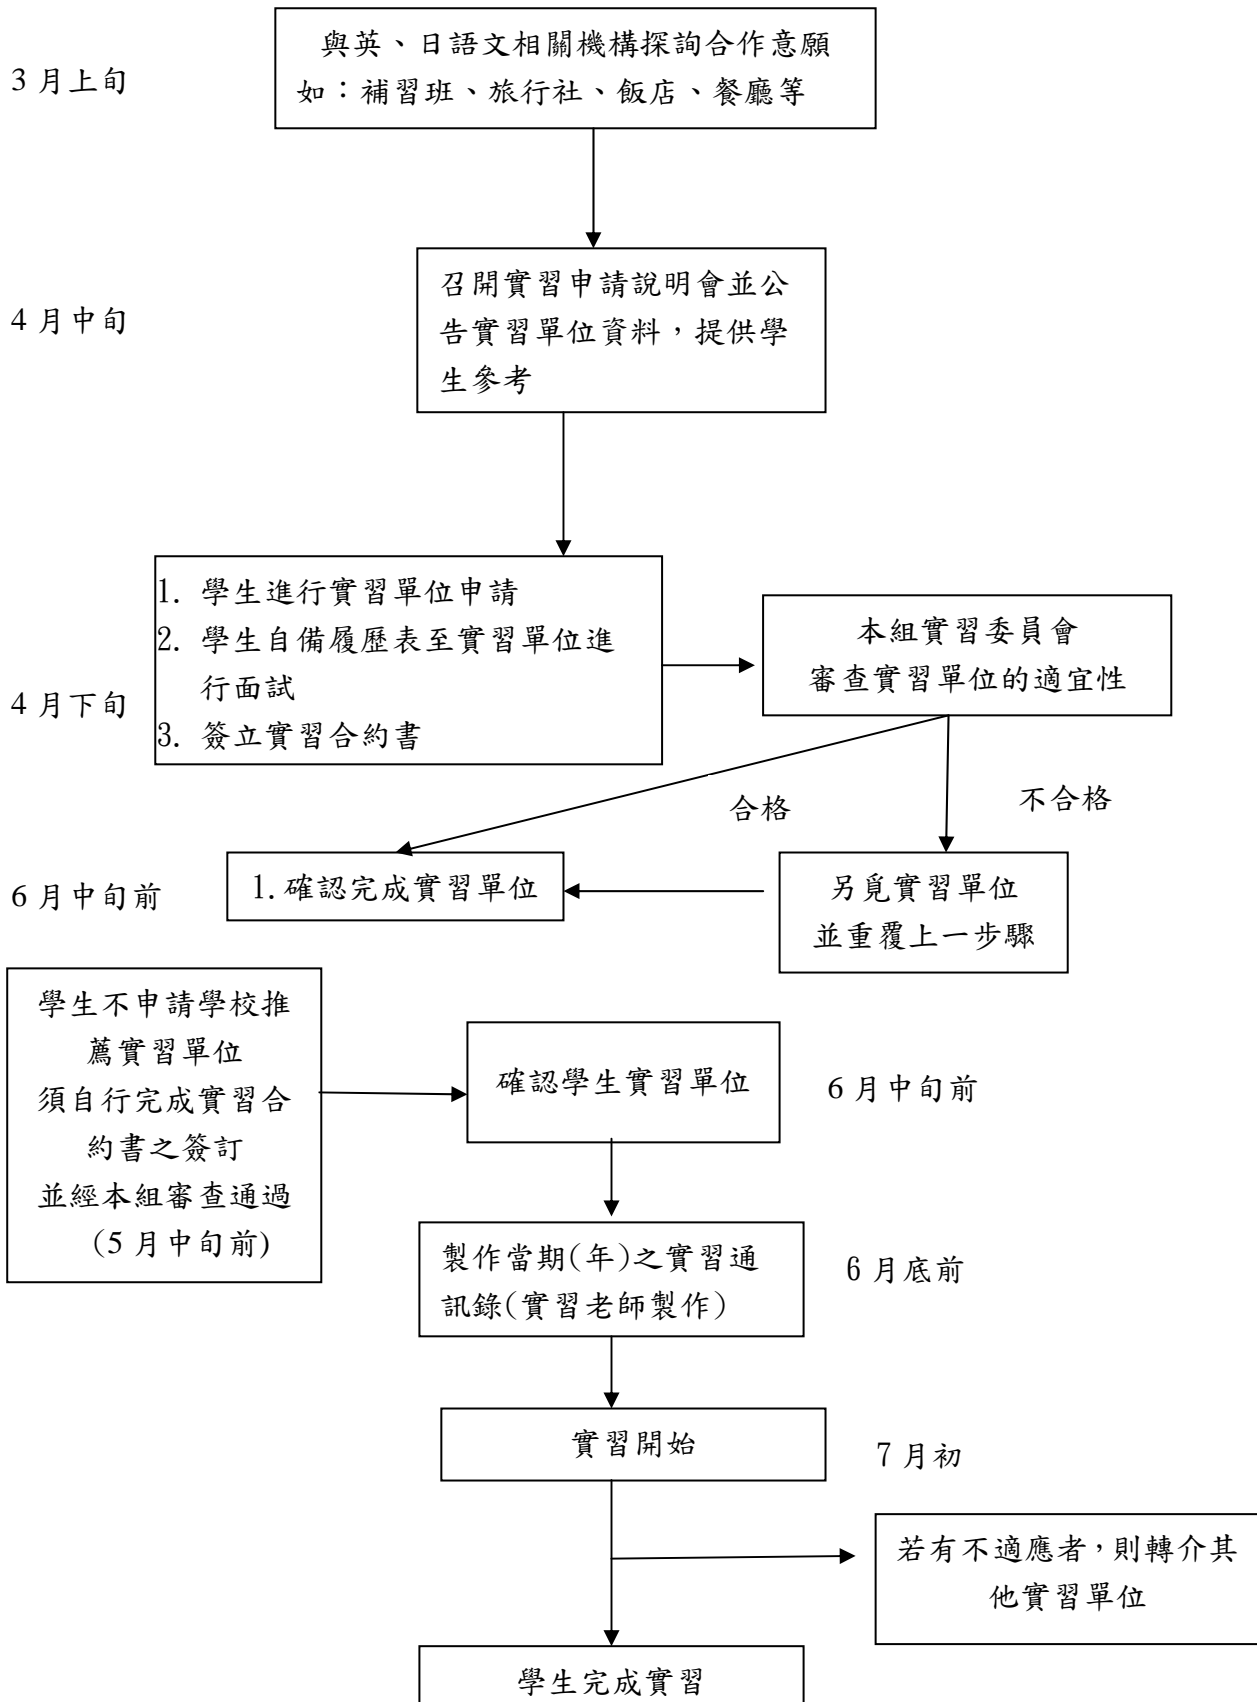 與英、日語文相關機構探詢合作意願
如：補習班、旅行社、飯店、餐廳等
3 月上旬
召開實習申請說明會並公
告實習單位資料，提供學
生參考
4 月中旬
1. 學生進行實習單位申請
2. 學生自備履歷表至實習單位進
行面試
3. 簽立實習合約書
4 月下旬
本組實習委員會
審查實習單位的適宜性
合格
不合格
6 月中旬前
1.確認完成實習單位
另覓實習單位
並重覆上一步驟
學生不申請學校推
薦實習單位
須自行完成實習合
約書之簽訂
並經本組審查通過
(5 月中旬前)
確認學生實習單位
6 月中旬前
製作當期(年)之實習通
訊錄(實習老師製作)
6 月底前
實習開始
7 月初
若有不適應者，則轉介其
他實習單位
學生完成實習